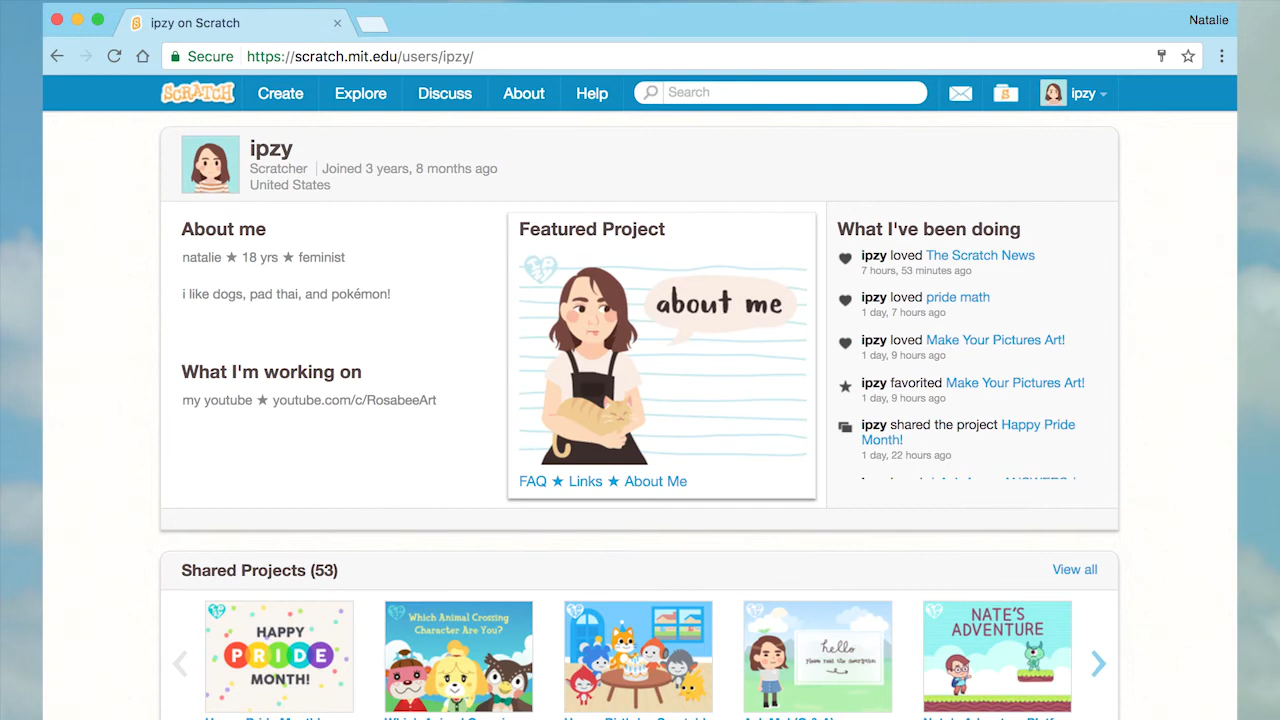 ipzy on Scratch
Natalie
Secure
https://scratch.mit.edu/users/ipzy/
SCRATCH
Create
Explore
Discuss
About
Help
Search
S
ipzy
ipzy
Scratcher
Joined 3 years, 8 months ago
United States
About me
natalie ★ 18 yrs ★ feminist
i like dogs, pad thai, and pokémon!
What I'm working on
my youtube ★ youtube.com/c/RosabeeArt
Featured Project
IPZY
about me
FAQ ★ Links ★ About Me
What I've been doing
ipzy loved The Scratch News
7 hours, 53 minutes ago
ipzy loved pride math
1 day, 7 hours ago
ipzy loved Make Your Pictures Art!
1 day, 9 hours ago
ipzy favorited Make Your Pictures Art!
1 day, 9 hours ago
ipzy shared the project Happy Pride
Month!
1 day, 22 hours ago
Shared Projects (53)
View all
HAPPY
PRIDE
MONTH!
Which Animal Crossing
Character Are You?
hello
Please read the description
NATE'S
ADVENTURE